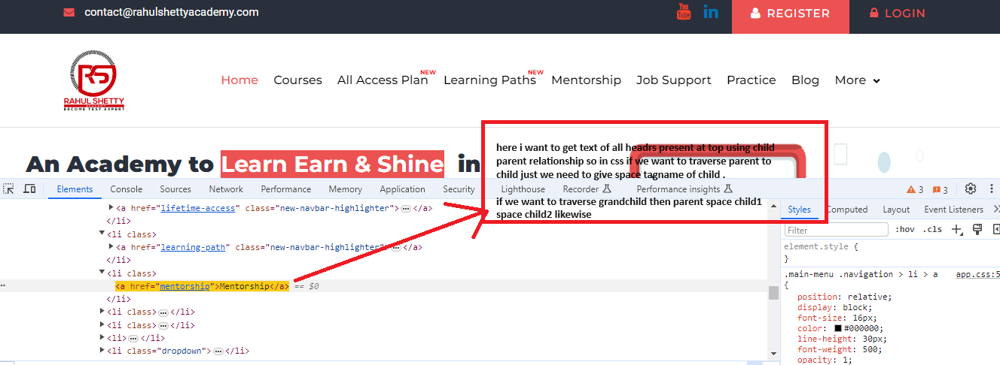 contact@rahulshettyacademy.com
You Tube in REGISTER LOGIN
RS
RAHUL SHETTY
ACADEMY
BECOME TEST EXPERT
Home Courses All Access Plan NEW Learning Paths NEW Mentorship Job Support Practice Blog More
here i want to get text of all headrs present at top using child
parent relationship so in css if we want to traverse parent to
child just we need to give space tagname of child .
An Academy to Learn Earn & Shine in
Elements Console Sources Network Performance Memory Application Security Lighthouse Recorder Performance insights 3 3
if we want to traverse grandchild then parent space child1
space child2 likewise
<a href="lifetime-access" class="new-navbar-highlighter">…</a>
</li>
<li class>
<a href="learning-path" class="new-navbar-highlighter">…</a>
</li>
<li class>
<a href="mentorship">Mentorship</a> == $0
</li>
<li class>…</li>
<li class>…</li>
<li>…</li>
<li class="dropdown">…</li>
Styles Computed Layout Event Listeners
Filter :hov .cls
element.style {
}
.main-menu .navigation > li > a app.css:5
{
position: relative;
display: block;
font-size: 16px;
color: #000000;
line-height: 30px;
font-weight: 500;
opacity: 1;